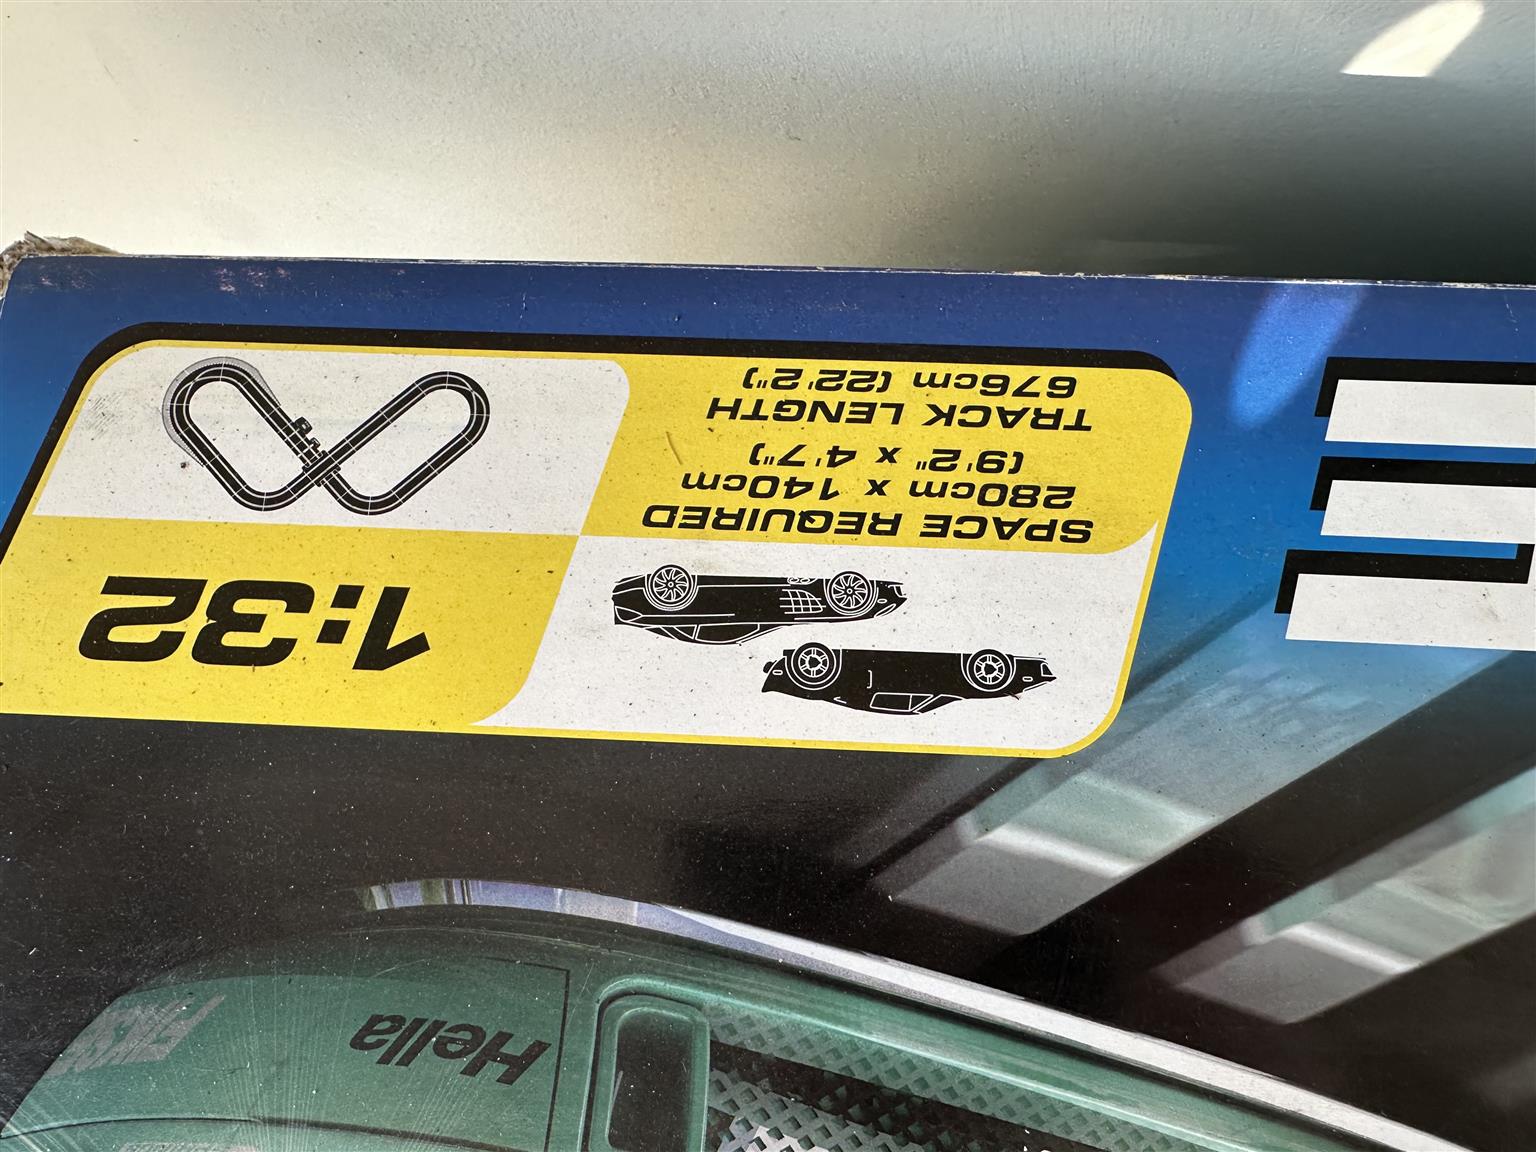 1:32
SPACE REQUIRED
280cm x 140cm
(9'2" x 4'7")
TRACK LENGTH
676cm (22'2")
Hella